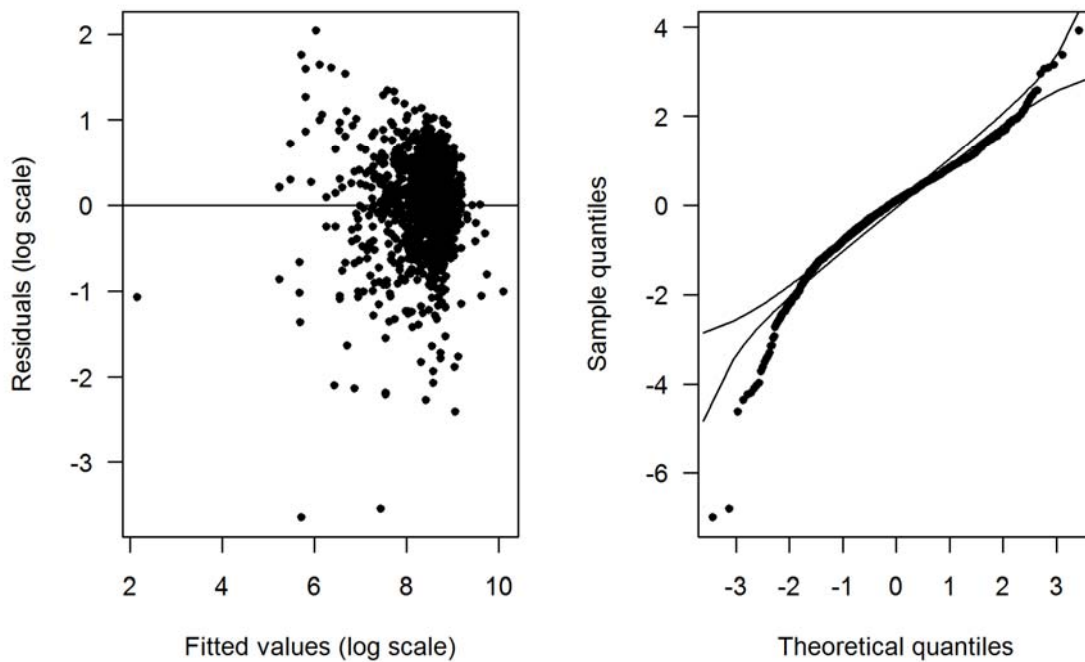 2
1
0
-1
-2
-3
2 4 6 8 10
Residuals (log scale)
Fitted values (log scale)
4
2
0
-2
-4
-6
-3 -2 -1 0 1 2 3
Sample quantiles
Theoretical quantiles